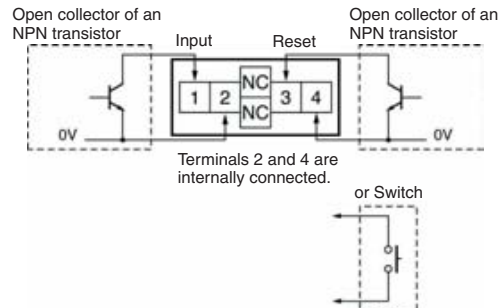 Open collector of an
NPN transistor
Open collector of an
NPN transistor
Input
Reset
1
2
NC
NC
3
4
0V
0V
Terminals 2 and 4 are
internally connected.
or Switch